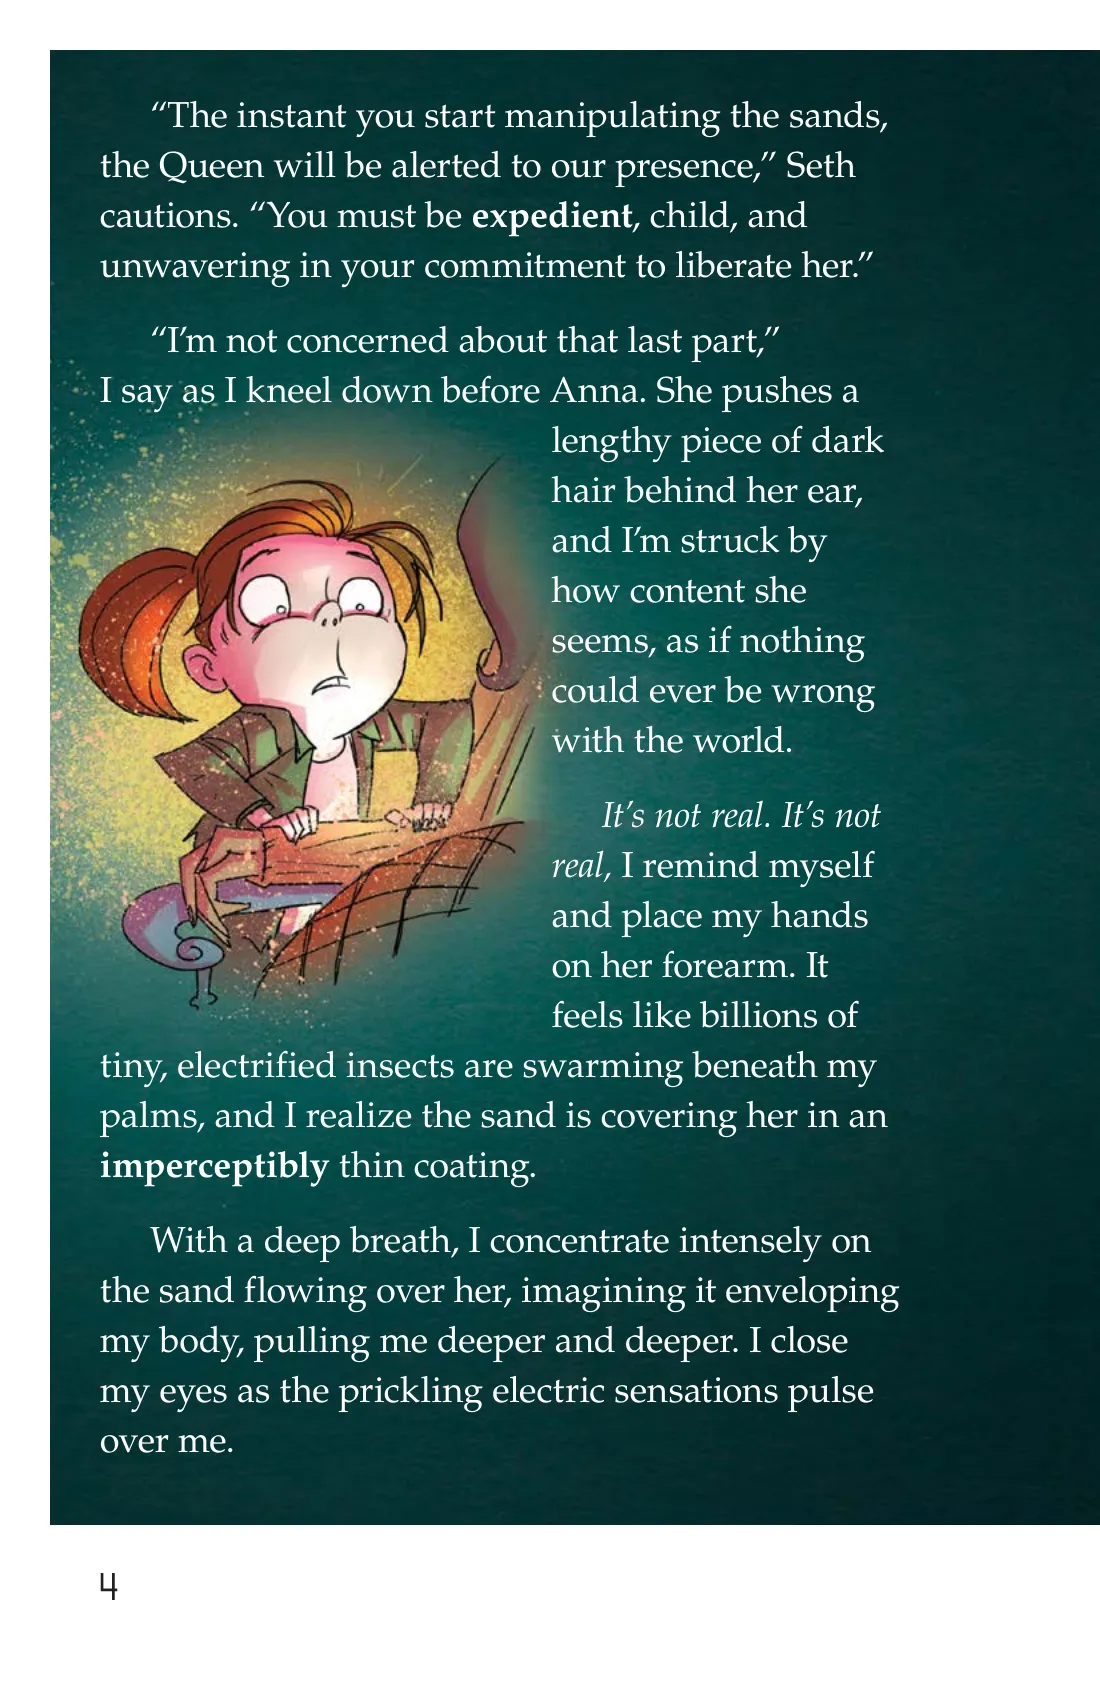 “The instant you start manipulating the sands,
the Queen will be alerted to our presence,” Seth
cautions. “You must be expedient, child, and
unwavering in your commitment to liberate her.”
“I’m not concerned about that last part,”
I say as I kneel down before Anna. She pushes a
lengthy piece of dark
hair behind her ear,
and I’m struck by
how content she
seems, as if nothing
could ever be wrong
with the world.
It’s not real. It’s not
real, I remind myself
and place my hands
on her forearm. It
feels like billions of
tiny, electrified insects are swarming beneath my
palms, and I realize the sand is covering her in an
imperceptibly thin coating.
With a deep breath, I concentrate intensely on
the sand flowing over her, imagining it enveloping
my body, pulling me deeper and deeper. I close
my eyes as the prickling electric sensations pulse
over me.
4